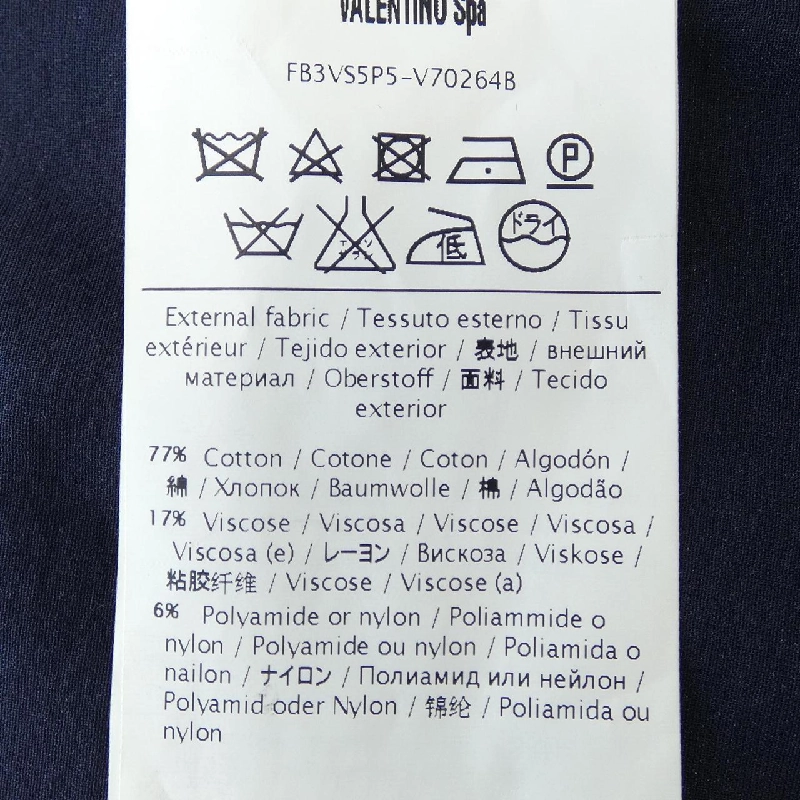 VALENTINO Spa
FB3VS5P5-V70264B
P
エンソ
低
ドライ
External fabric / Tessuto esterno / Tissu
extérieur / Tejido exterior / 表地 / внешний
материал / Oberstoff / 面料 / Tecido
exterior
77% Cotton / Cotone / Coton / Algodón /
綿 / Хлопок / Baumwolle / 棉 / Algodão
17% Viscose / Viscosa / Viscose / Viscosa /
Viscosa (e) / レーヨン / Вискоза / Viskose /
粘胶纤维 / Viscose / Viscose (a)
6% Polyamide or nylon / Poliammide o
nylon / Polyamide ou nylon / Poliamida o
nailon / ナイロン / Полиамид или нейлон /
Polyamid oder Nylon / 锦纶 / Poliamida ou
nylon